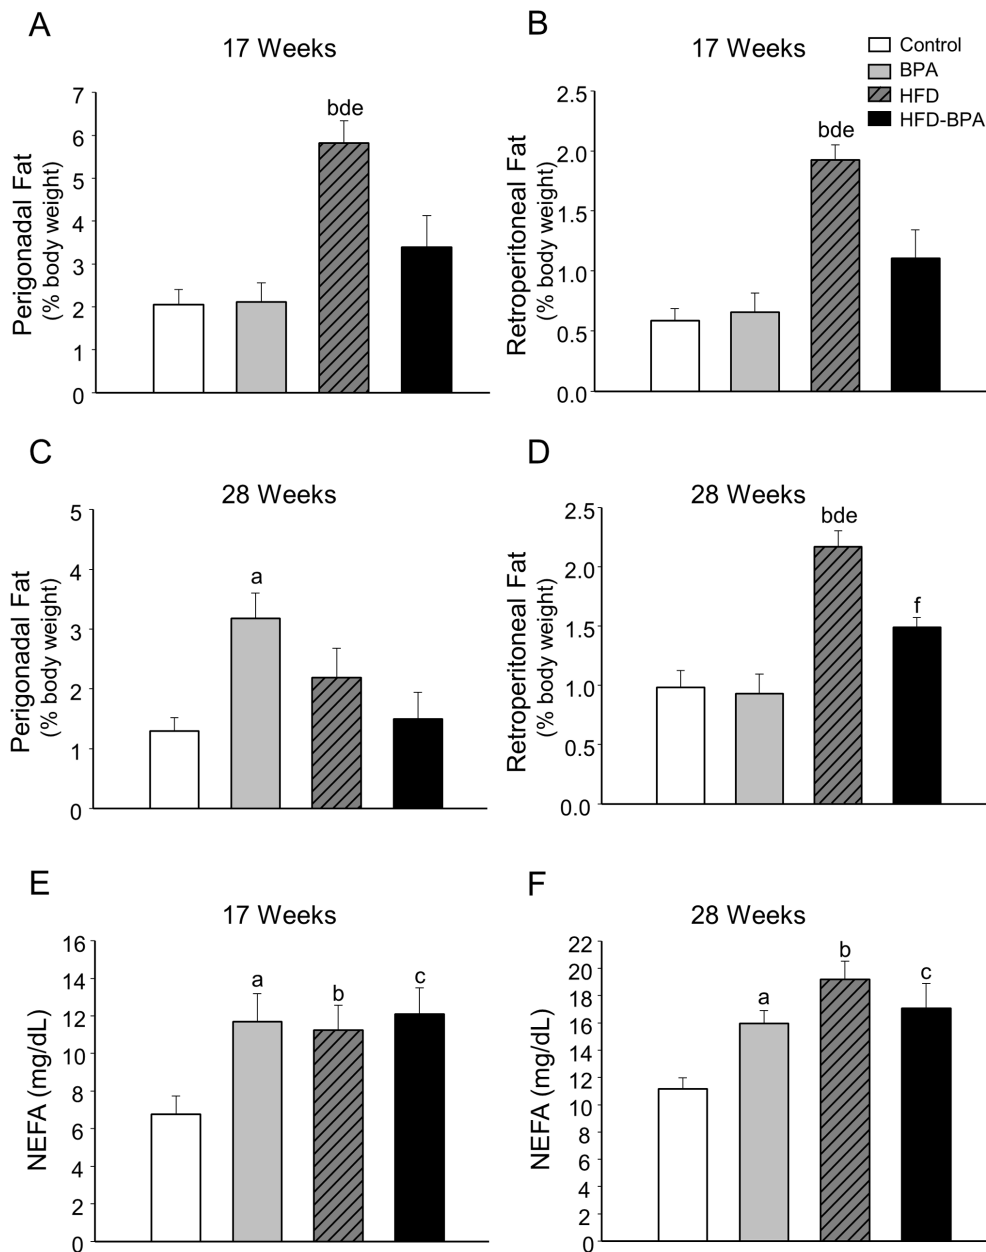 A
17 Weeks
Perigonadal Fat
(% body weight)
7
6
5
4
3
2
1
0
bde
B
17 Weeks
Control
BPA
HFD
HFD-BPA
Retroperitoneal Fat
(% body weight)
2.5
2.0
1.5
1.0
0.5
0.0
bde
C
28 Weeks
Perigonadal Fat
(% body weight)
5
4
3
2
1
0
a
D
28 Weeks
Retroperitoneal Fat
(% body weight)
2.5
2.0
1.5
1.0
0.5
0.0
bde
f
E
17 Weeks
NEFA (mg/dL)
16
14
12
10
8
6
4
2
0
a
b
c
F
28 Weeks
NEFA (mg/dL)
22
20
18
16
14
12
10
8
6
4
2
0
a
b
c